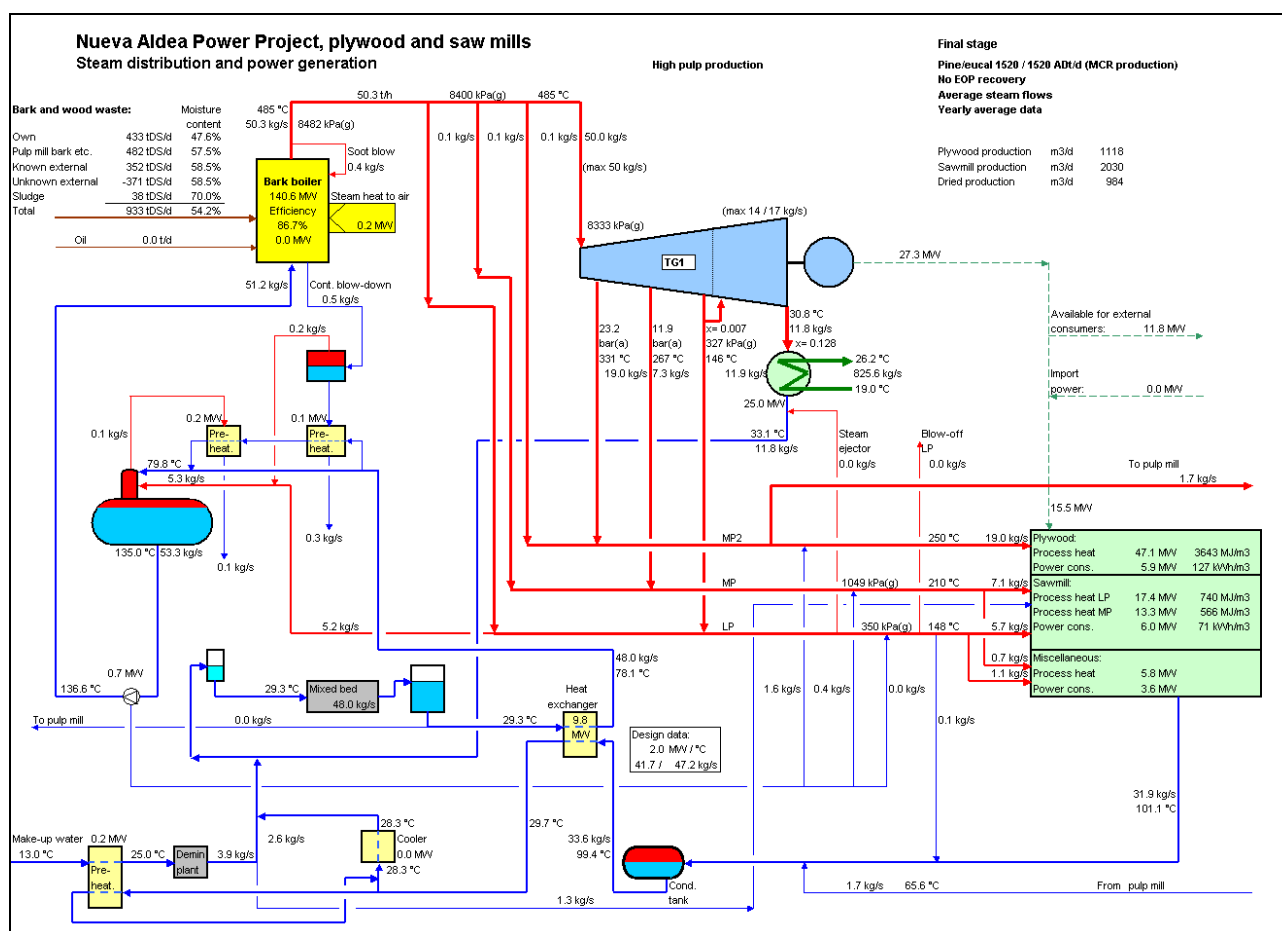 Nueva Aldea Power Project, plywood and saw mills
Steam distribution and power generation
High pulp production
Final stage
Pine/eucal 1520 / 1520 ADt/d (MCR production)
No EOP recovery
Average steam flows
Yearly average data
Plywood production m3/d 1118
Sawmill production m3/d 2030
Dried production m3/d 984
Bark and wood waste: Moisture content
Own 433 tDS/d 47.6%
Pulp mill bark etc. 482 tDS/d 57.5%
Known external 352 tDS/d 58.5%
Unknown external -371 tDS/d 58.5%
Sludge 38 tDS/d 70.0%
Total 933 tDS/d 54.2%
Oil 0.0 t/d
485 °C
50.3 kg/s 8482 kPa(g)
50.3 t/h 8400 kPa(g) 485 °C
Soot blow
0.4 kg/s
Bark boiler
140.6 MW
Efficiency
86.7%
0.0 MW
Steam heat to air
0.2 MW
0.1 kg/s
0.1 kg/s
0.1 kg/s
50.0 kg/s
(max 50 kg/s)
(max 14 / 17 kg/s)
8333 kPa(g)
TG1
27.3 MW
51.2 kg/s
Cont. blow-down
0.5 kg/s
0.2 kg/s
23.2
bar(a)
331 °C
19.0 kg/s
11.9
bar(a)
267 °C
7.3 kg/s
x= 0.007
327 kPa(g)
146 °C
11.9 kg/s
30.8 °C
11.8 kg/s
x= 0.128
26.2 °C
825.6 kg/s
19.0 °C
25.0 MW
33.1 °C
11.8 kg/s
Available for external
consumers: 11.8 MW
Import
power: 0.0 MW
0.1 kg/s
0.2 MW
Pre-
heat.
0.1 MW
Pre-
heat.
79.8 °C
5.3 kg/s
135.0 °C 53.3 kg/s
0.1 kg/s
0.3 kg/s
Steam
ejector
0.0 kg/s
Blow-off
LP
0.0 kg/s
To pulp mill
1.7 kg/s
15.5 MW
MP2 250 °C 19.0 kg/s
MP 1049 kPa(g) 210 °C 7.1 kg/s
LP 350 kPa(g) 148 °C 5.7 kg/s
0.7 kg/s
1.1 kg/s
Plywood:
Process heat 47.1 MW 3643 MJ/m3
Power cons. 5.9 MW 127 kWh/m3
Sawmill:
Process heat LP 17.4 MW 740 MJ/m3
Process heat MP 13.3 MW 566 MJ/m3
Power cons. 6.0 MW 71 kWh/m3
Miscellaneous:
Process heat 5.8 MW
Power cons. 3.6 MW
5.2 kg/s
0.7 MW
136.6 °C
29.3 °C
Mixed bed
48.0 kg/s
48.0 kg/s
78.1 °C
To pulp mill
0.0 kg/s
29.3 °C
Heat
exchanger
9.8
MW
Design data:
2.0 MW / °C
41.7 / 47.2 kg/s
1.6 kg/s
0.4 kg/s
0.0 kg/s
0.1 kg/s
31.9 kg/s
101.1 °C
Make-up water
13.0 °C
0.2 MW
Pre-
heat.
25.0 °C
Demin
plant
3.9 kg/s
2.6 kg/s
28.3 °C
Cooler
0.0 MW
28.3 °C
29.7 °C
33.6 kg/s
99.4 °C
Cond.
tank
1.3 kg/s
1.7 kg/s 65.6 °C
From pulp mill